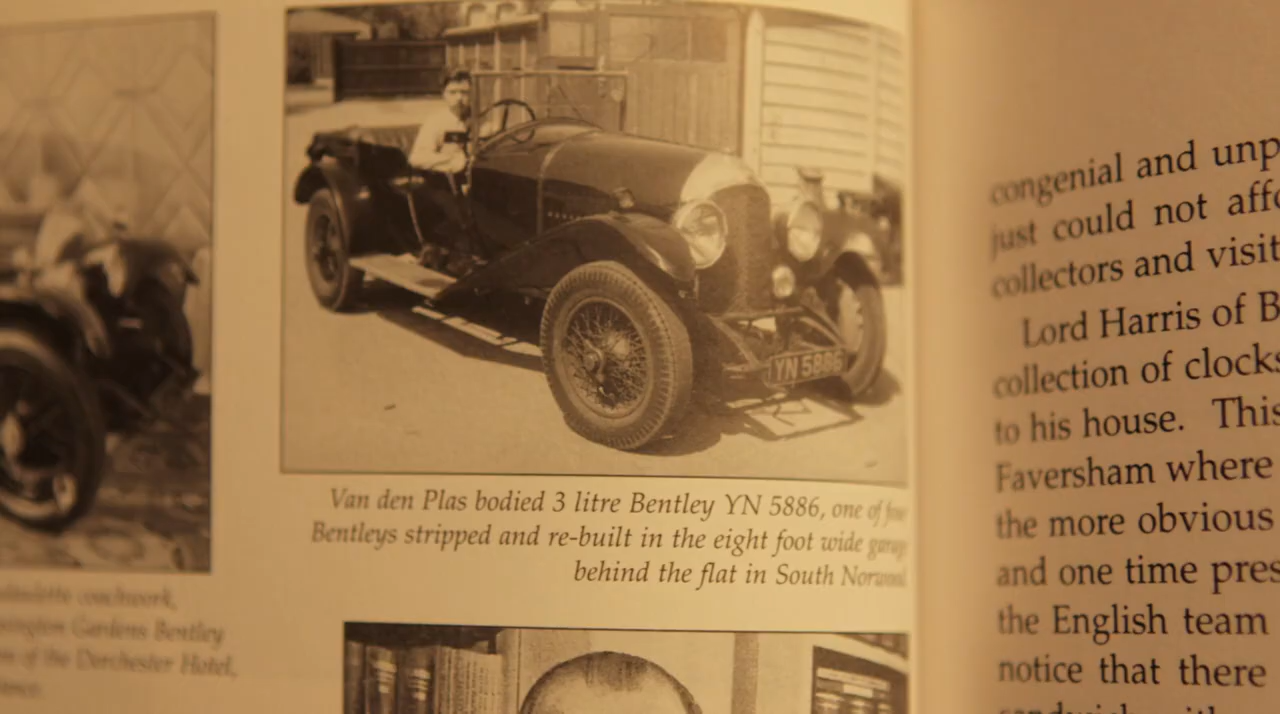 YN 5886
Van den Plas bodied 3 litre Bentley YN 5886, one of
Bentleys stripped and re-built in the eight foot wide
behind the flat in South
coachwork,
Gardens Bentley
of the Dorchester Hotel,
congenial and unp
just could not affo
collectors and visit
Lord Harris of B
collection of clocks
to his house. This
Faversham where
the more obvious
and one time pres
the English team
notice that there